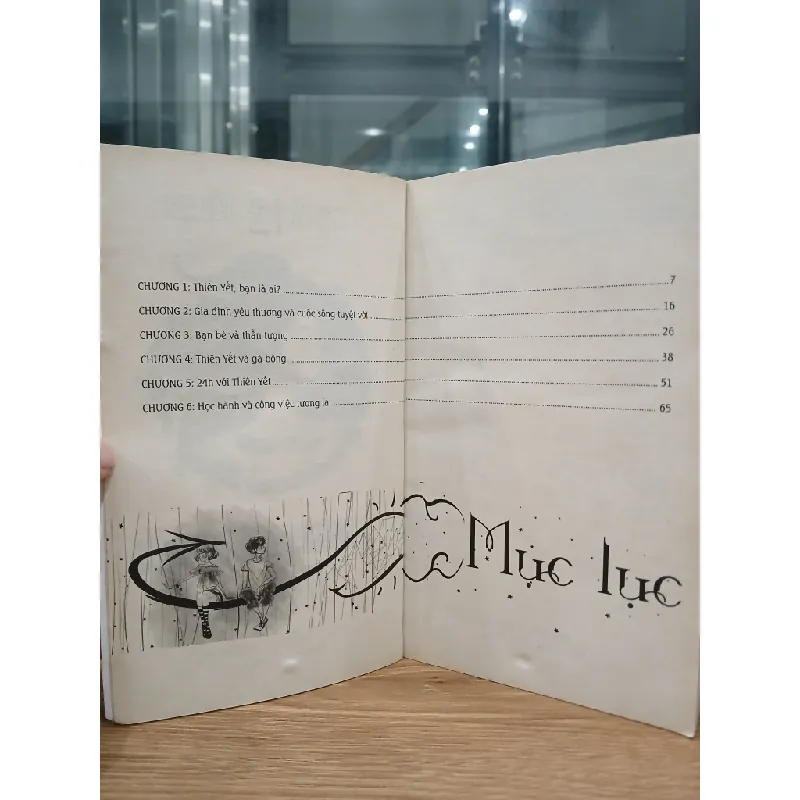 CHƯƠNG 1: Thiên Yết, bạn là ai? 7
CHƯƠNG 2: Gia đình yêu thương và cuộc sống tuyệt vời 16
CHƯƠNG 3: Bạn bè và thần tượng 26
CHƯƠNG 4: Thiên Yết và gà bông 38
CHƯƠNG 5: 24h với Thiên Yết 51
CHƯƠNG 6: Học hành và công việc tương lai 65
Mục lục